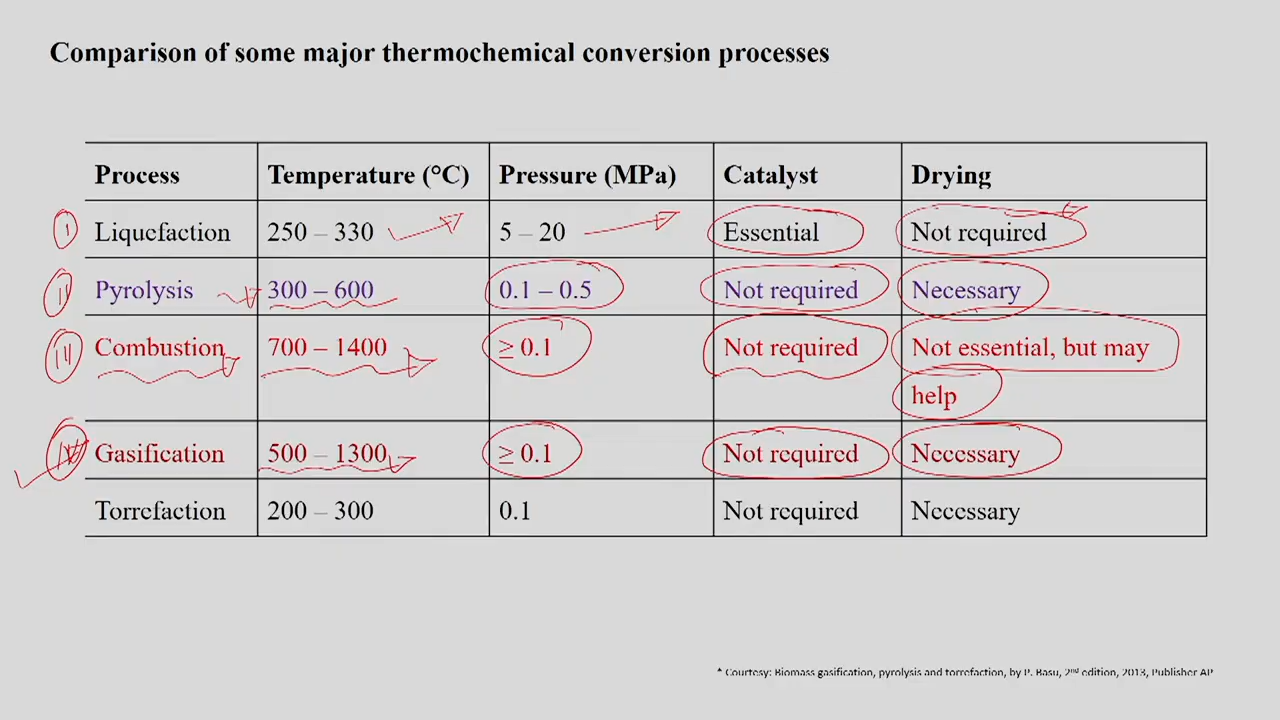 Comparison of some major thermochemical conversion processes
Process Temperature (°C) Pressure (MPa) Catalyst Drying
I Liquefaction 250 – 330 5 – 20 Essential Not required
II Pyrolysis 300 – 600 0.1 – 0.5 Not required Necessary
III Combustion 700 – 1400 ≥ 0.1 Not required Not essential, but may
help
Gasification 500 – 1300 ≥ 0.1 Not required Necessary
Torrefaction 200 – 300 0.1 Not required Necessary
* Courtesy: Biomass gasification, pyrolysis and torrefaction, by P. Basu, 2nd edition, 2013, Publisher AP